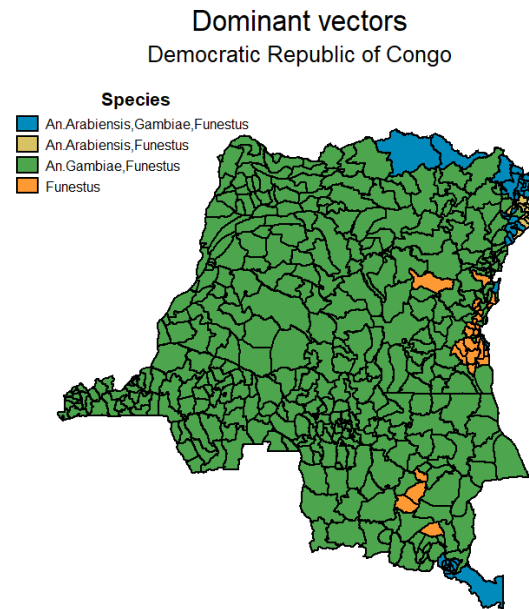 Dominant vectors
Democratic Republic of Congo
Species
An.Arabiensis,Gambiae,Funestus
An.Arabiensis,Funestus
An.Gambiae,Funestus
Funestus